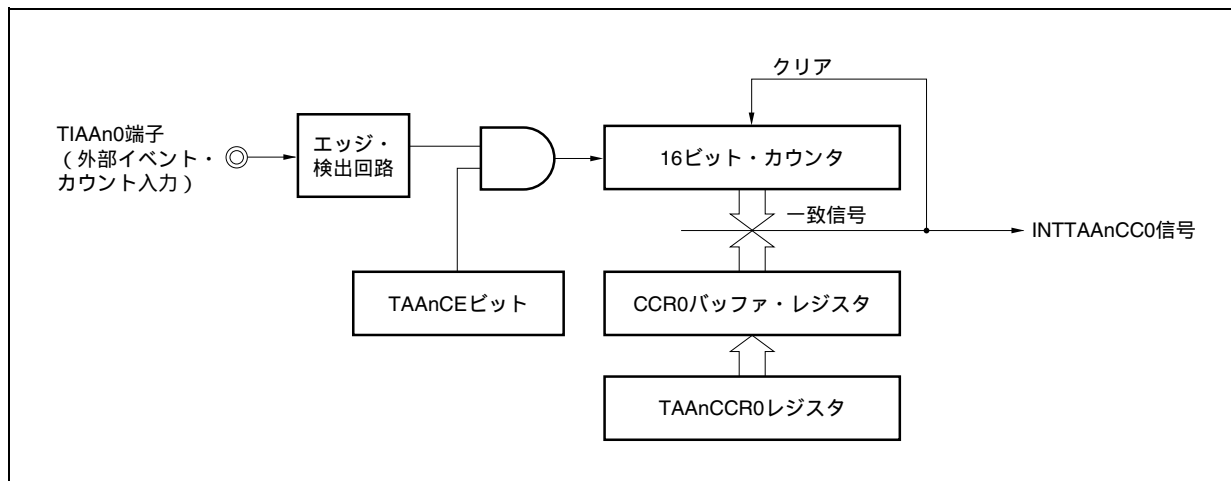 クリア
TIAAn0端子
(外部イベント・
カウント入力)
エッジ・
検出回路
16ビット・カウンタ
一致信号
INTTAAnCC0信号
TAAnCEビット
CCR0バッファ・レジスタ
TAAnCCR0レジスタ